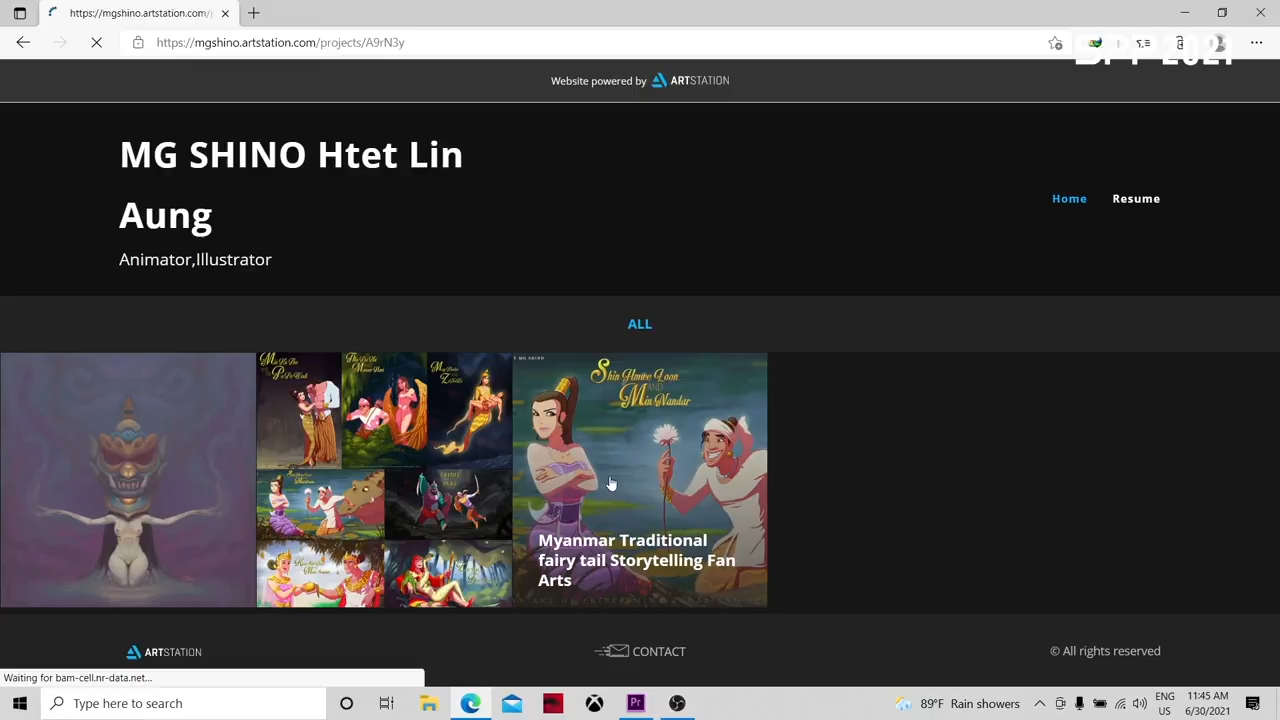 https://mgshino.artstation.com/
https://mgshino.artstation.com/projects/A9rN3y
Website powered by ARTSTATION
MG SHINO Htet Lin
Aung
Animator,Illustrator
Home Resume
ALL
MG SHINO
Shin Hmwe Loon
AND
Min Nandar
Myanmar Traditional
fairy tail Storytelling Fan
Arts
ARTSTATION
CONTACT
© All rights reserved
Waiting for bam-cell.nr-data.net...
Type here to search
Pr
89°F Rain showers
ENG
US
11:45 AM
6/30/2021